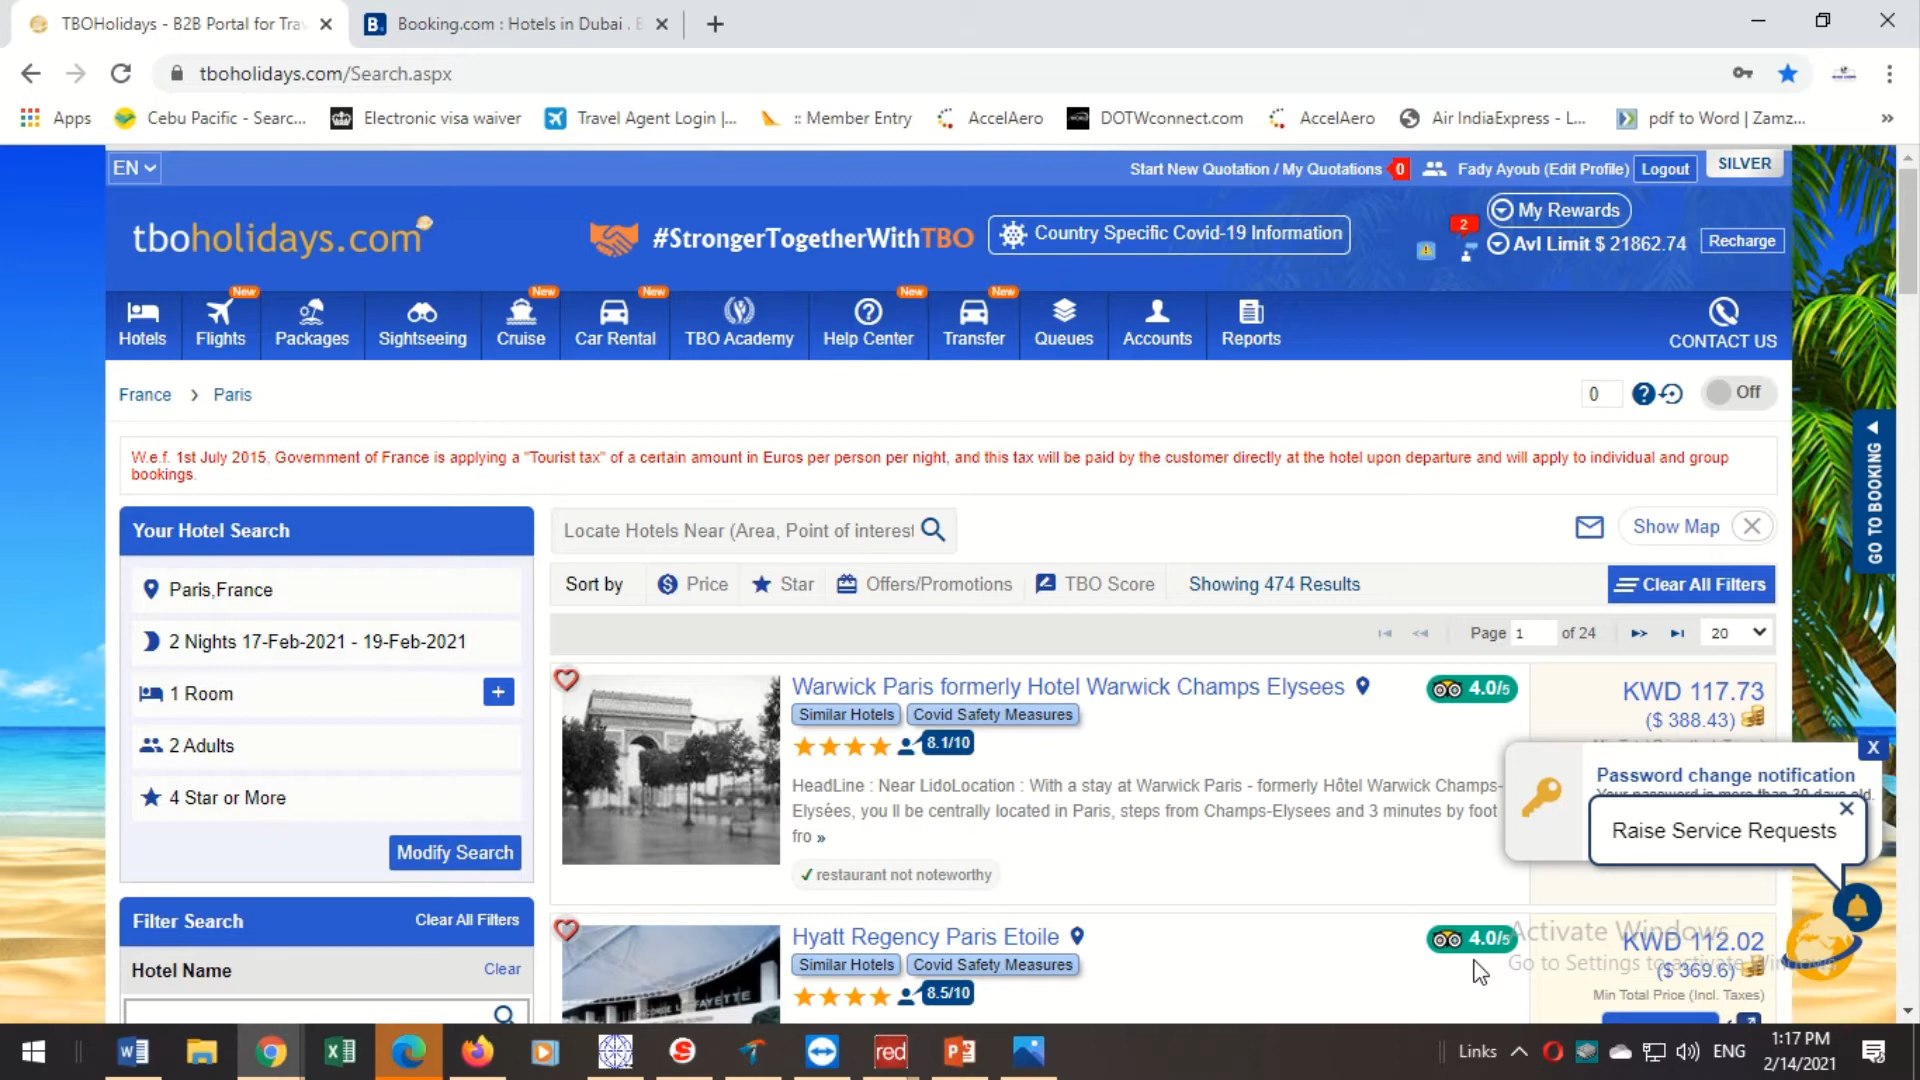 TBOHolidays - B2B Portal for Trav
Booking.com : Hotels in Dubai . B
tboholidays.com/Search.aspx
Apps
Cebu Pacific - Searc...
Electronic visa waiver
Travel Agent Login |...
:: Member Entry
AccelAero
DOTWconnect.com
AccelAero
Air IndiaExpress - L...
pdf to Word | Zamz...
EN
Start New Quotation / My Quotations 0
Fady Ayoub (Edit Profile)
Logout
SILVER
tboholidays.com
#StrongerTogetherWithTBO
Country Specific Covid-19 Information
2
My Rewards
Avl Limit $ 21862.74
Recharge
Hotels
New
Flights
Packages
Sightseeing
New
Cruise
New
Car Rental
TBO Academy
New
Help Center
New
Transfer
Queues
Accounts
Reports
CONTACT US
France > Paris
0
?
Off
GO TO BOOKING
W.e.f. 1st July 2015, Government of France is applying a "Tourist tax" of a certain amount in Euros per person per night, and this tax will be paid by the customer directly at the hotel upon departure and will apply to individual and group
bookings.
Your Hotel Search
Paris,France
2 Nights 17-Feb-2021 - 19-Feb-2021
1 Room
+
2 Adults
4 Star or More
Modify Search
Filter Search
Clear All Filters
Hotel Name
Clear
Locate Hotels Near (Area, Point of interest
Show Map
Sort by
Price
Star
Offers/Promotions
TBO Score
Showing 474 Results
Clear All Filters
Page 1 of 24
20
Warwick Paris formerly Hotel Warwick Champs Elysees
4.0/5
KWD 117.73
($ 388.43)
Similar Hotels
Covid Safety Measures
8.1/10
HeadLine : Near LidoLocation : With a stay at Warwick Paris - formerly Hôtel Warwick Champs-
Elysées, you ll be centrally located in Paris, steps from Champs-Elysees and 3 minutes by foot
fro »
restaurant not noteworthy
X
Password change notification
Your password is more than 30 days old.
Raise Service Requests
Hyatt Regency Paris Etoile
4.0/5
KWD 112.02
($ 369.6)
Min Total Price (Incl. Taxes)
Similar Hotels
Covid Safety Measures
8.5/10
LAFAYETTE
Activate Windows
Go to Settings to activate Windows.
red
Links
ENG
1:17 PM
2/14/2021